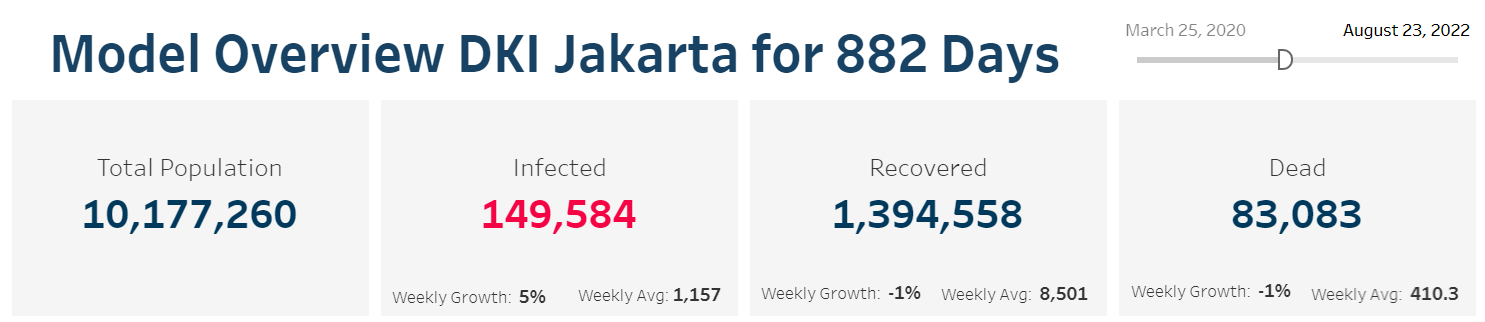 Model Overview DKI Jakarta for 882 Days
March 25, 2020 August 23, 2022
Total Population
10,177,260
Infected
149,584
Weekly Growth: 5% Weekly Avg: 1,157
Recovered
1,394,558
Weekly Growth: -1% Weekly Avg: 8,501
Dead
83,083
Weekly Growth: -1% Weekly Avg: 410.3